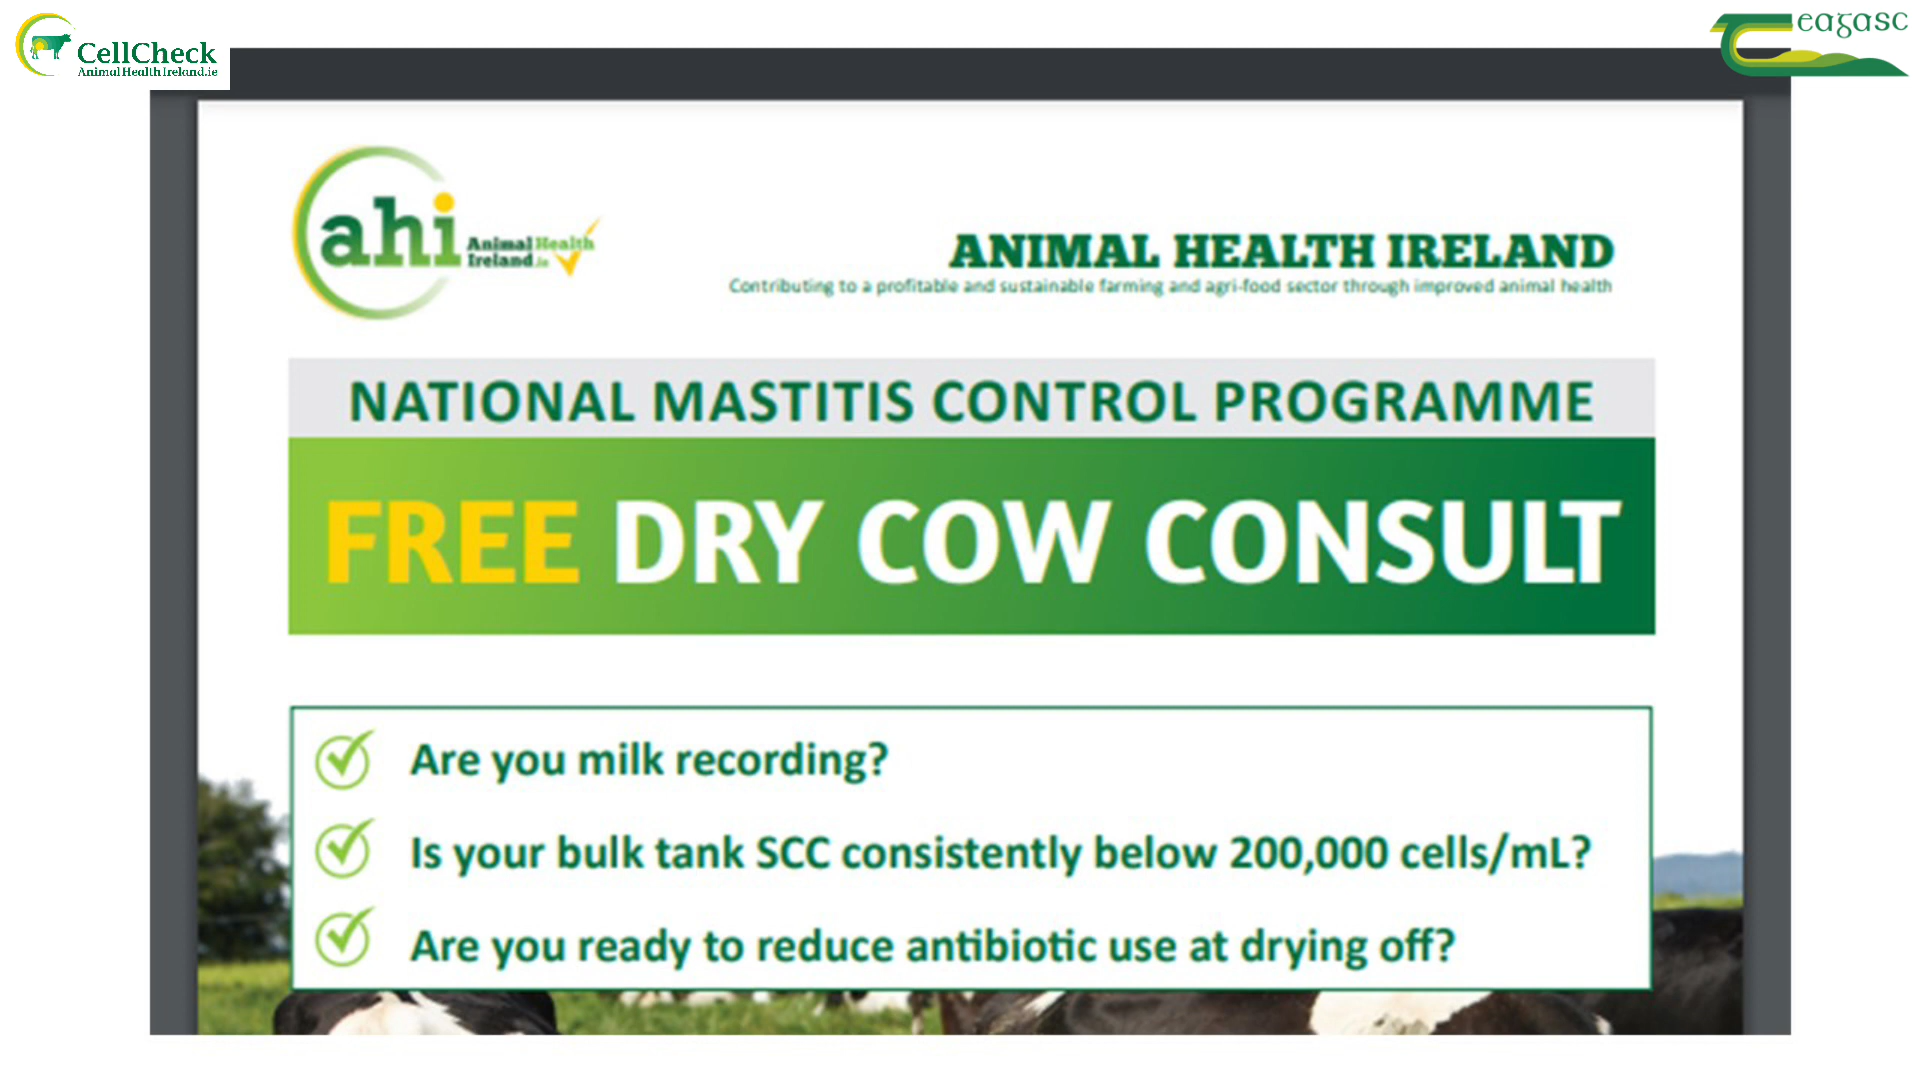 CellCheck
AnimalHealthIreland.ie
eagasc
ahi Animal Health
Ireland.ie
ANIMAL HEALTH IRELAND
Contributing to a profitable and sustainable farming and agri-food sector through improved animal health
NATIONAL MASTITIS CONTROL PROGRAMME
FREE DRY COW CONSULT
Are you milk recording?
Is your bulk tank SCC consistently below 200,000 cells/mL?
Are you ready to reduce antibiotic use at drying off?